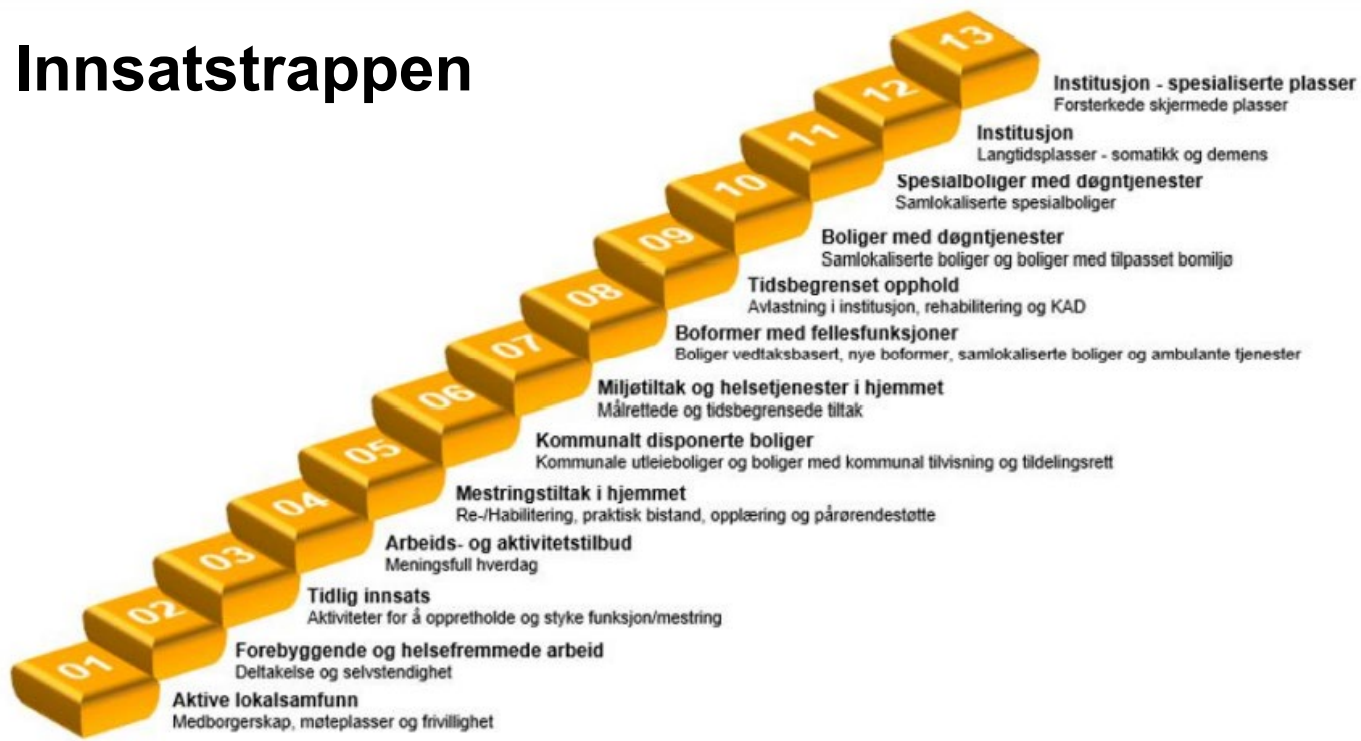 Innsatstrappen
13
Institusjon - spesialiserte plasser
Forsterkede skjermede plasser
12
Institusjon
Langtidsplasser - somatikk og demens
11
Spesialboliger med døgntjenester
Samlokaliserte spesialboliger
10
Boliger med døgntjenester
Samlokaliserte boliger og boliger med tilpasset bomiljø
09
Tidsbegrenset opphold
Avlastning i institusjon, rehabilitering og KAD
08
Boformer med fellesfunksjoner
Boliger vedtaksbasert, nye boformer, samlokaliserte boliger og ambulante tjenester
07
Miljøtiltak og helsetjenester i hjemmet
Målrettede og tidsbegrensede tiltak
06
Kommunalt disponerte boliger
Kommunale utleieboliger og boliger med kommunal tilvisning og tildelingsrett
05
Mestringstiltak i hjemmet
Re-/Habilitering, praktisk bistand, opplæring og pårørendestøtte
04
Arbeids- og aktivitetstilbud
Meningsfull hverdag
03
Tidlig innsats
Aktiviteter for å oppretholde og styke funksjon/mestring
02
Forebyggende og helsefremmede arbeid
Deltakelse og selvstendighet
01
Aktive lokalsamfunn
Medborgerskap, møteplasser og frivillighet